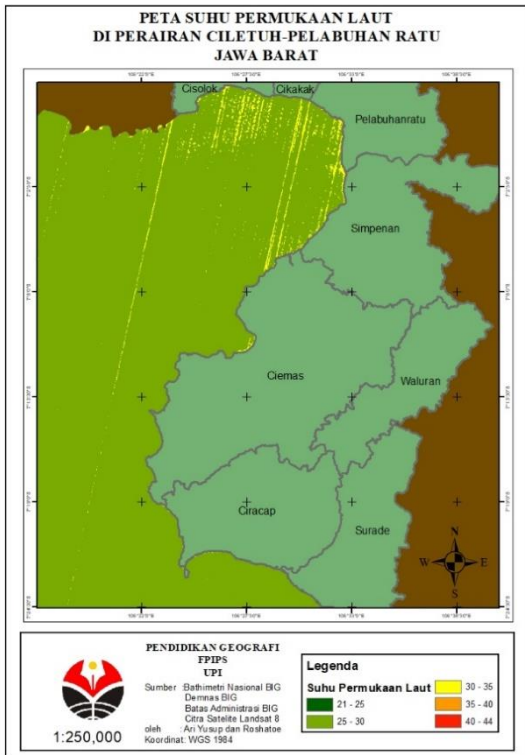 PETA SUHU PERMUKAAN LAUT
DI PERAIRAN CILETUH-PELABUHAN RATU
JAWA BARAT
Cisolok
Cikakak
Pelabuhanratu
Simpenan
Ciemas
Waluran
Ciracap
Surade
N
W E
S
PENDIDIKAN GEOGRAFI
FPIPS
UPI
Sumber :Bathimetri Nasional BIG
Demnas BIG
Batas Administrasi BIG
Citra Satelite Landsat 8
oleh : Ari Yusup dan Roshatoe
Koordinat: WGS 1984
1:250,000
Legenda
Suhu Permukaan Laut
21 - 25
25 - 30
30 - 35
35 - 40
40 - 44